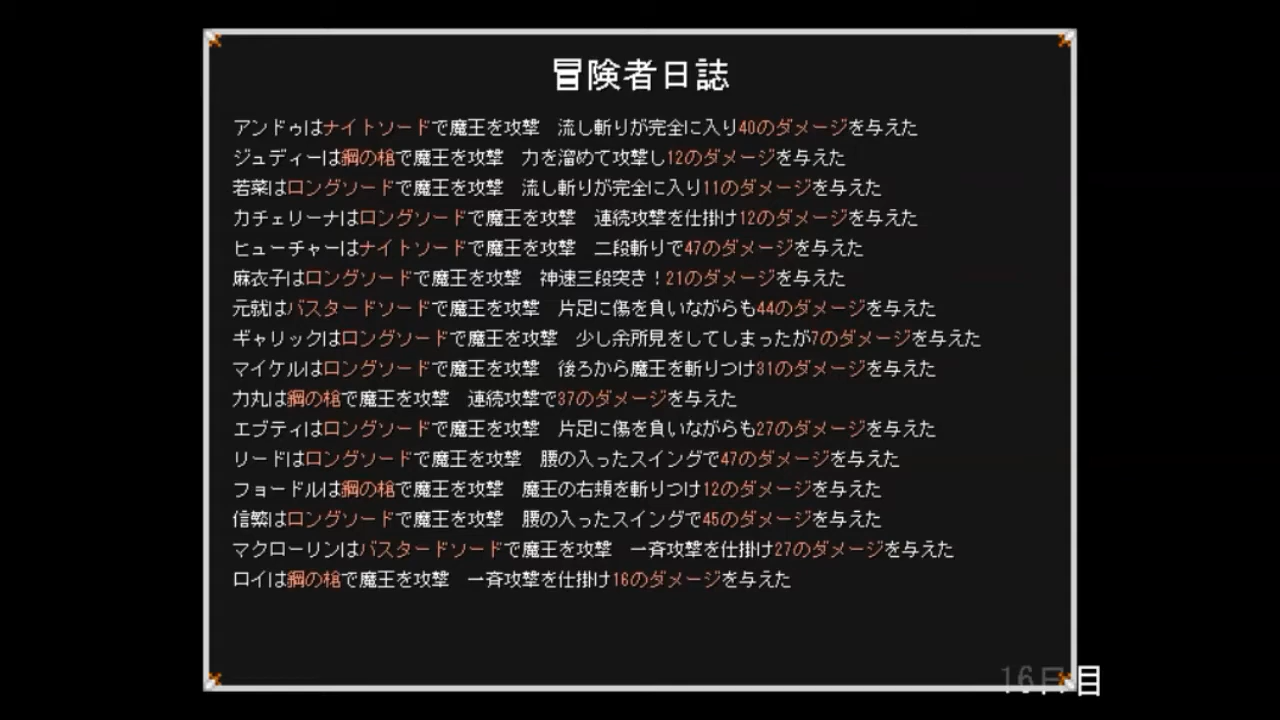 冒険者日誌
アンドゥはナイトソードで魔王を攻撃　流し斬りが完全に入り40のダメージを与えた
ジュディーは鋼の槍で魔王を攻撃　力を溜めて攻撃し12のダメージを与えた
若菜はロングソードで魔王を攻撃　流し斬りが完全に入り11のダメージを与えた
カチェリーナはロングソードで魔王を攻撃　連続攻撃を仕掛け12のダメージを与えた
ヒューチャーはナイトソードで魔王を攻撃　二段斬りで47のダメージを与えた
麻衣子はロングソードで魔王を攻撃　神速三段突き！21のダメージを与えた
元就はバスタードソードで魔王を攻撃　片足に傷を負いながらも44のダメージを与えた
ギャリックはロングソードで魔王を攻撃　少し余所見をしてしまったが7のダメージを与えた
マイケルはロングソードで魔王を攻撃　後ろから魔王を斬りつけ31のダメージを与えた
力丸は鋼の槍で魔王を攻撃　連続攻撃で37のダメージを与えた
エブティはロングソードで魔王を攻撃　片足に傷を負いながらも27のダメージを与えた
リードはロングソードで魔王を攻撃　腰の入ったスイングで47のダメージを与えた
フョードルは鋼の槍で魔王を攻撃　魔王の右頬を斬りつけ12のダメージを与えた
信繁はロングソードで魔王を攻撃　腰の入ったスイングで45のダメージを与えた
マクローリンはバスタードソードで魔王を攻撃　一斉攻撃を仕掛け27のダメージを与えた
ロイは鋼の槍で魔王を攻撃　一斉攻撃を仕掛け16のダメージを与えた
16日目